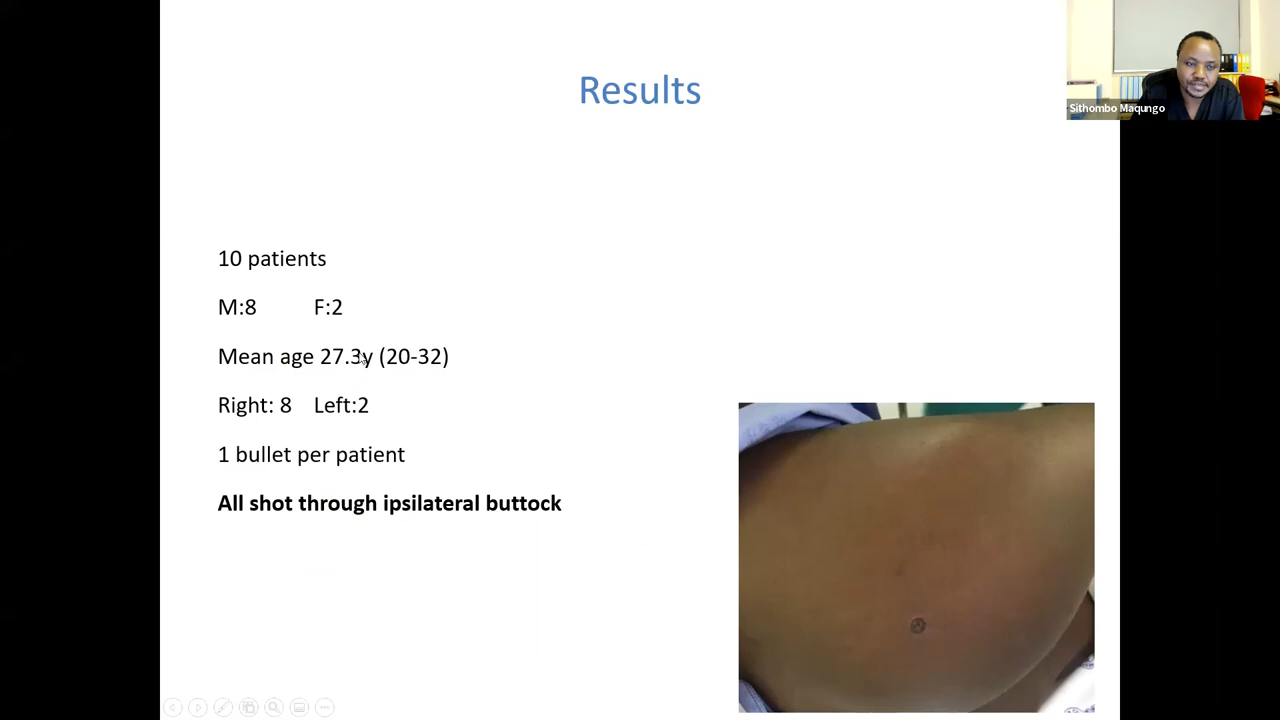 Results
Sithombo Maqungo
10 patients
M:8 F:2
Mean age 27.3y (20-32)
Right: 8 Left:2
1 bullet per patient
All shot through ipsilateral buttock